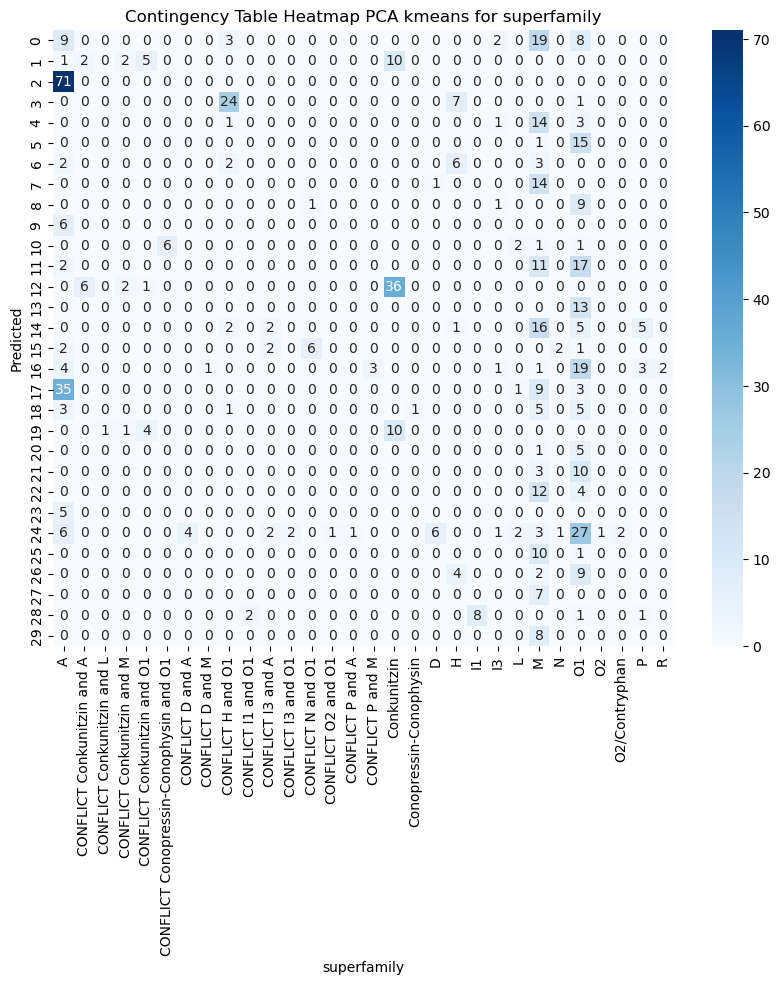 Contingency Table Heatmap PCA kmeans for superfamily
0 9 0 0 0 0 0 0 0 3 0 0 0 0 0 0 0 0 0 0 0 0 2 0 19 0 8 0 0 0 0
1 1 2 0 2 5 0 0 0 0 0 0 0 0 0 0 0 10 0 0 0 0 0 0 0 0 0 0 0 0 0
2 71 0 0 0 0 0 0 0 0 0 0 0 0 0 0 0 0 0 0 0 0 0 0 0 0 0 0 0 0 0
3 0 0 0 0 0 0 0 0 24 0 0 0 0 0 0 0 0 0 0 7 0 0 0 0 0 1 0 0 0 0
4 0 0 0 0 0 0 0 0 1 0 0 0 0 0 0 0 0 0 0 0 0 1 0 14 0 3 0 0 0 0
5 0 0 0 0 0 0 0 0 0 0 0 0 0 0 0 0 0 0 0 0 0 0 0 1 0 15 0 0 0 0
6 2 0 0 0 0 0 0 0 2 0 0 0 0 0 0 0 0 0 0 6 0 0 0 3 0 0 0 0 0 0
7 0 0 0 0 0 0 0 0 0 0 0 0 0 0 0 0 0 0 1 0 0 0 0 14 0 0 0 0 0 0
8 0 0 0 0 0 0 0 0 0 0 0 0 1 0 0 0 0 0 0 0 0 1 0 0 0 9 0 0 0 0
9 6 0 0 0 0 0 0 0 0 0 0 0 0 0 0 0 0 0 0 0 0 0 0 0 0 0 0 0 0 0
10 0 0 0 0 0 6 0 0 0 0 0 0 0 0 0 0 0 0 0 0 0 0 2 1 0 1 0 0 0 0
11 2 0 0 0 0 0 0 0 0 0 0 0 0 0 0 0 0 0 0 0 0 0 0 11 0 17 0 0 0 0
12 0 6 0 2 1 0 0 0 0 0 0 0 0 0 0 0 36 0 0 0 0 0 0 0 0 0 0 0 0 0
13 0 0 0 0 0 0 0 0 0 0 0 0 0 0 0 0 0 0 0 0 0 0 0 0 0 13 0 0 0 0
14 0 0 0 0 0 0 0 0 2 0 2 0 0 0 0 0 0 0 0 1 0 0 0 16 0 5 0 0 5 0
15 2 0 0 0 0 0 0 0 0 0 2 0 6 0 0 0 0 0 0 0 0 0 0 0 2 1 0 0 0 0
16 4 0 0 0 0 0 0 1 0 0 0 0 0 0 0 3 0 0 0 0 0 1 0 1 0 19 0 0 3 2
17 35 0 0 0 0 0 0 0 0 0 0 0 0 0 0 0 0 0 0 0 0 0 1 9 0 3 0 0 0 0
18 3 0 0 0 0 0 0 0 1 0 0 0 0 0 0 0 0 1 0 0 0 0 0 5 0 5 0 0 0 0
19 0 0 1 1 4 0 0 0 0 0 0 0 0 0 0 0 10 0 0 0 0 0 0 0 0 0 0 0 0 0
20 0 0 0 0 0 0 0 0 0 0 0 0 0 0 0 0 0 0 0 0 0 0 0 1 0 5 0 0 0 0
21 0 0 0 0 0 0 0 0 0 0 0 0 0 0 0 0 0 0 0 0 0 0 0 3 0 10 0 0 0 0
22 0 0 0 0 0 0 0 0 0 0 0 0 0 0 0 0 0 0 0 0 0 0 0 12 0 4 0 0 0 0
23 5 0 0 0 0 0 0 0 0 0 0 0 0 0 0 0 0 0 0 0 0 0 0 0 0 0 0 0 0 0
24 6 0 0 0 0 0 4 0 0 0 2 2 0 1 1 0 0 0 6 0 0 1 2 3 1 27 1 2 0 0
25 0 0 0 0 0 0 0 0 0 0 0 0 0 0 0 0 0 0 0 0 0 0 0 10 0 1 0 0 0 0
26 0 0 0 0 0 0 0 0 0 0 0 0 0 0 0 0 0 0 0 4 0 0 0 2 0 9 0 0 0 0
27 0 0 0 0 0 0 0 0 0 0 0 0 0 0 0 0 0 0 0 0 0 0 0 7 0 0 0 0 0 0
28 0 0 0 0 0 0 0 0 0 2 0 0 0 0 0 0 0 0 0 0 8 0 0 0 0 1 0 0 1 0
29 0 0 0 0 0 0 0 0 0 0 0 0 0 0 0 0 0 0 0 0 0 0 0 8 0 0 0 0 0 0
Predicted
A
CONFLICT Conkunitzin and A
CONFLICT Conkunitzin and L
CONFLICT Conkunitzin and M
CONFLICT Conkunitzin and O1
CONFLICT Conopressin-Conophysin and O1
CONFLICT D and A
CONFLICT D and M
CONFLICT H and O1
CONFLICT I1 and O1
CONFLICT I3 and A
CONFLICT I3 and O1
CONFLICT N and O1
CONFLICT O2 and O1
CONFLICT P and A
CONFLICT P and M
Conkunitzin
Conopressin-Conophysin
D
H
I1
I3
L
M
N
O1
O2
O2/Contryphan
P
R
superfamily
70
60
50
40
30
20
10
0